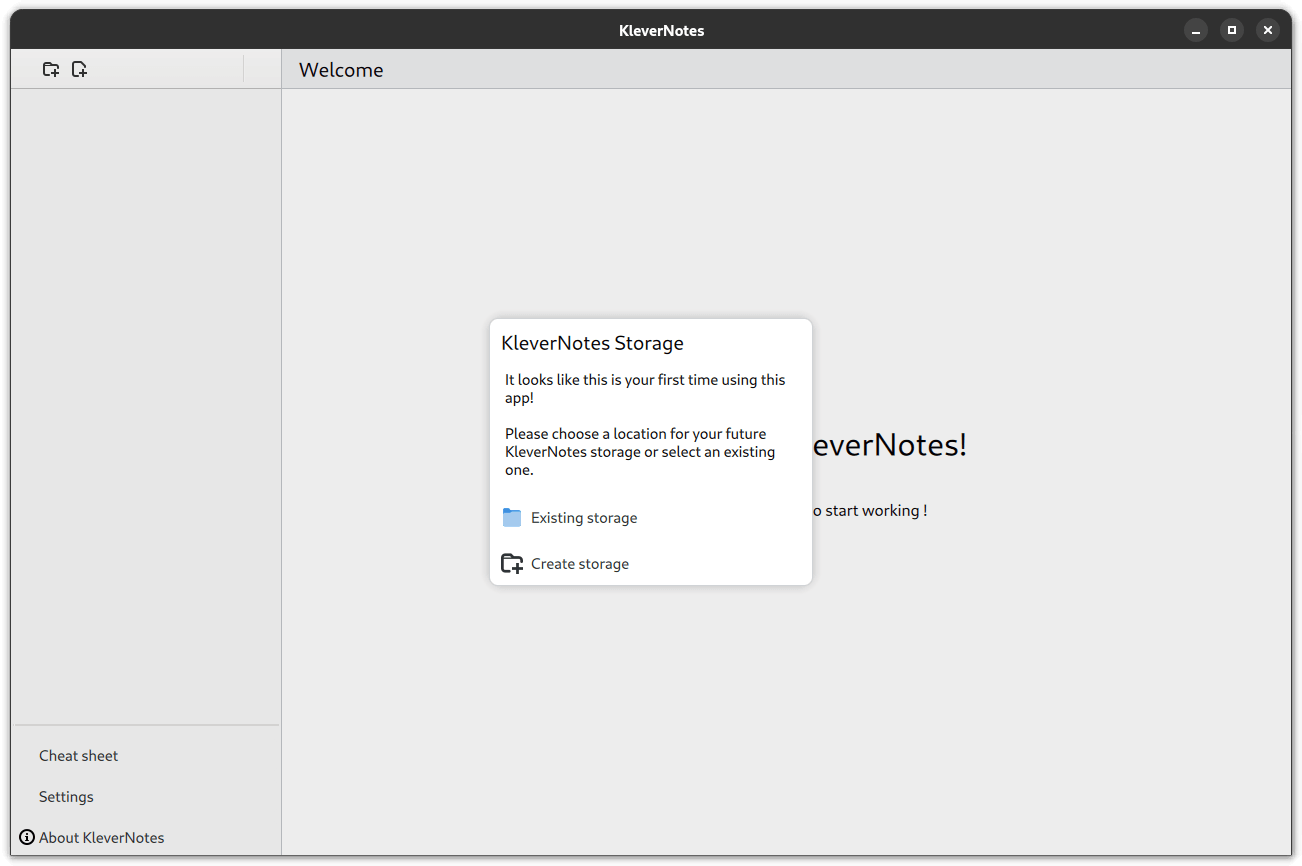 KleverNotes
Welcome
KleverNotes Storage
It looks like this is your first time using this
app!
Please choose a location for your future
KleverNotes storage or select an existing
one.
Existing storage
Create storage
everNotes!
o start working !
Cheat sheet
Settings
About KleverNotes